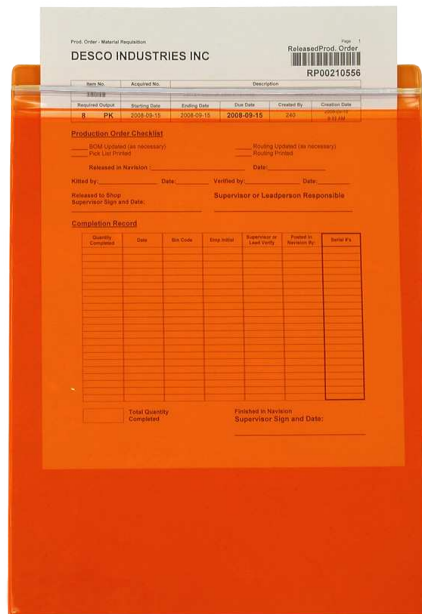 Prod. Order - Material Requisition
Page 1
ReleasedProd. Order
DESCO INDUSTRIES INC
RP00210556
Item No. Acquired No. Description
Required Output Starting Date Ending Date Due Date Created By Creation Date
8 PK 2008-09-15 2008-09-15 2008-09-15 240
Production Order Checklist
BOM Updated (as necessary) Routing Updated (as necessary)
Pick List Printed Routing Printed
Released in Navision : Date:
Kitted by: Date: Verified by: Date:
Released to Shop Supervisor or Leadperson Responsible
Supervisor Sign and Date:
Completion Record
Quantity Completed Date Bin Code Stop Initial Supervisor or Lead Verify Posted in Navision By: Serial #'s
Total Quantity Finished in Navision
Completed Supervisor Sign and Date: